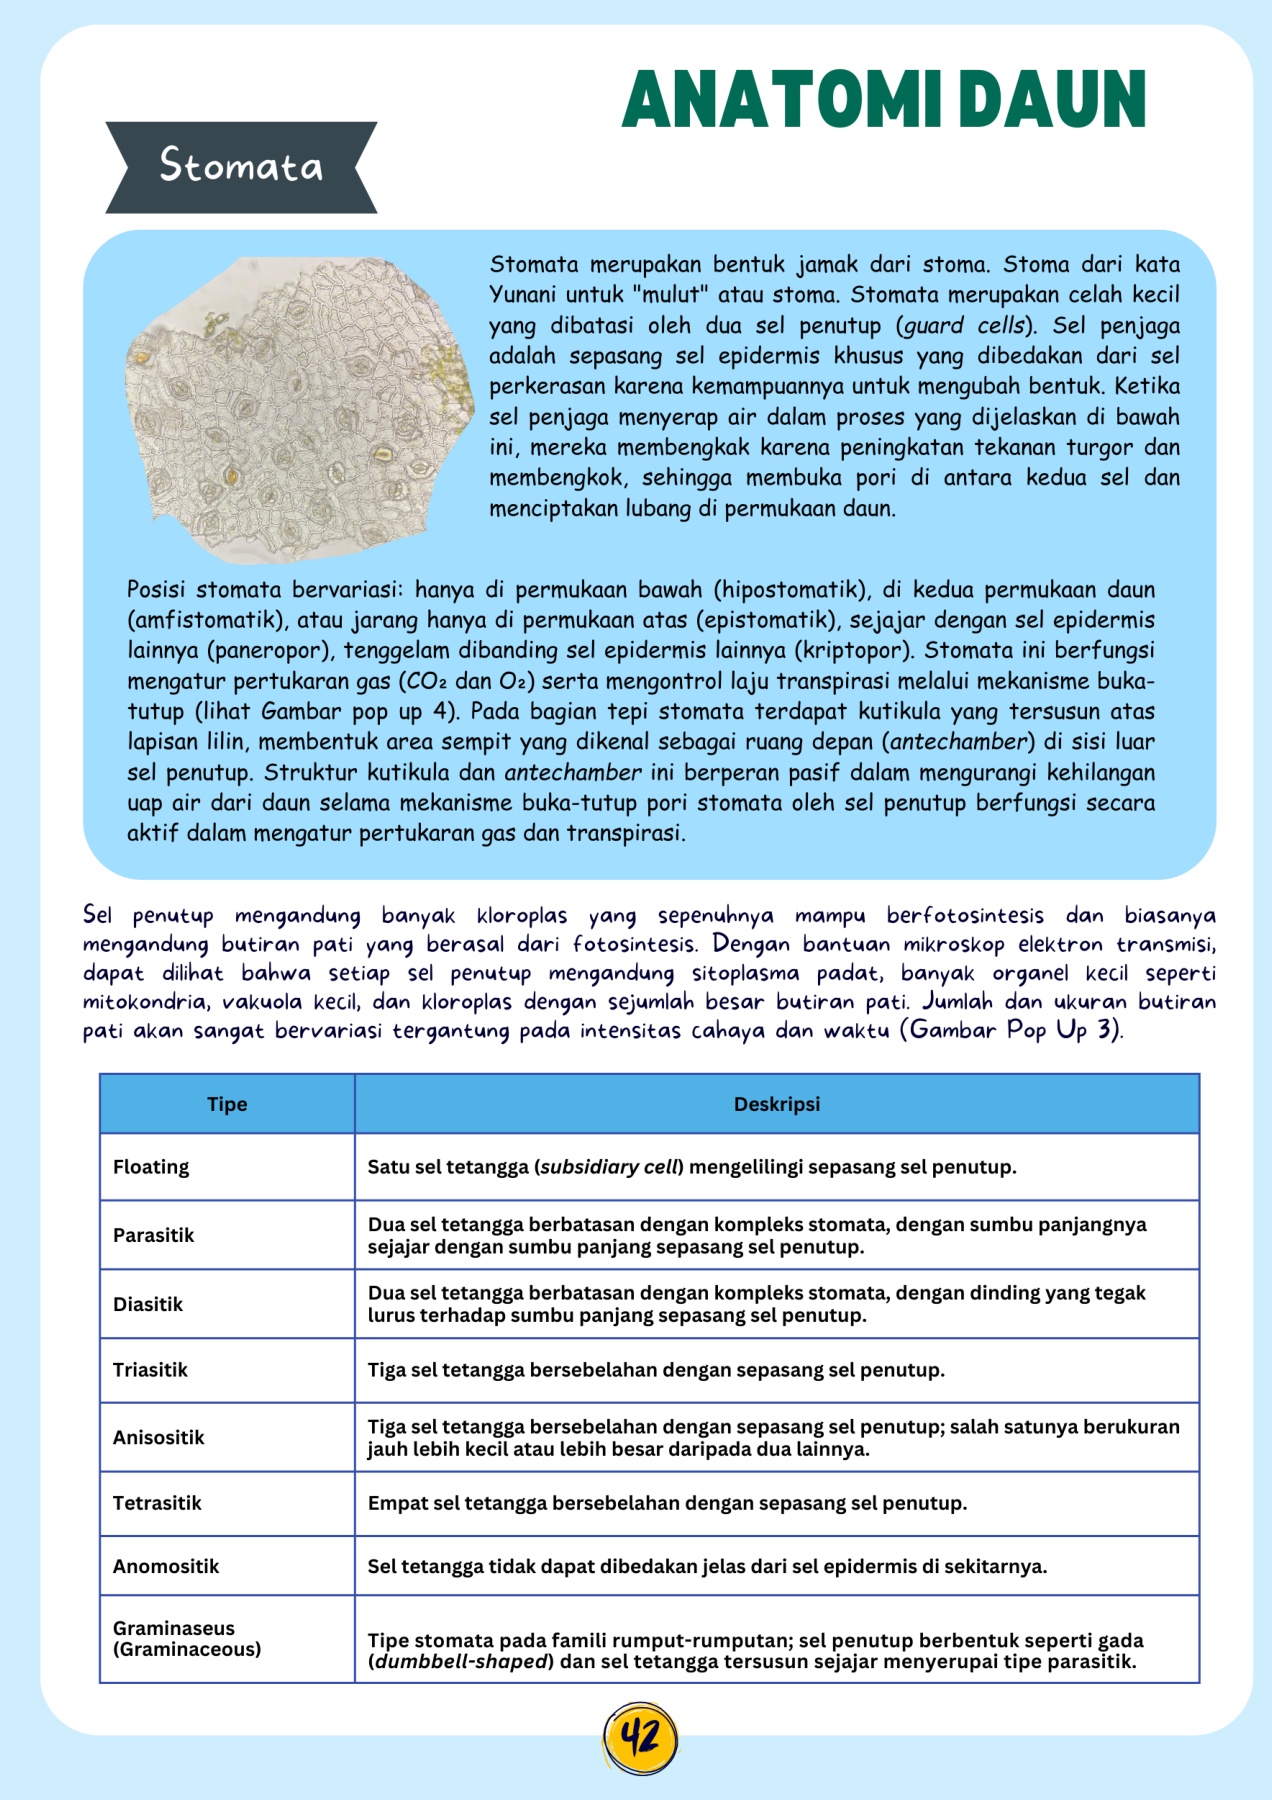 ANATOMI DAUN
Stomata
Stomata merupakan bentuk jamak dari stoma. Stoma dari kata
Yunani untuk "mulut" atau stoma. Stomata merupakan celah kecil
yang dibatasi oleh dua sel penutup (guard cells). Sel penjaga
adalah sepasang sel epidermis khusus yang dibedakan dari sel
perkerasan karena kemampuannya untuk mengubah bentuk. Ketika
sel penjaga menyerap air dalam proses yang dijelaskan di bawah
ini, mereka membengkak karena peningkatan tekanan turgor dan
membengkok, sehingga membuka pori di antara kedua sel dan
menciptakan lubang di permukaan daun.
Posisi stomata bervariasi: hanya di permukaan bawah (hipostomatik), di kedua permukaan daun
(amfistomatik), atau jarang hanya di permukaan atas (epistomatik), sejajar dengan sel epidermis
lainnya (paneropor), tenggelam dibanding sel epidermis lainnya (kriptopor). Stomata ini berfungsi
mengatur pertukaran gas (CO₂ dan O₂) serta mengontrol laju transpirasi melalui mekanisme buka-
tutup (lihat Gambar pop up 4). Pada bagian tepi stomata terdapat kutikula yang tersusun atas
lapisan lilin, membentuk area sempit yang dikenal sebagai ruang depan (antechamber) di sisi luar
sel penutup. Struktur kutikula dan antechamber ini berperan pasif dalam mengurangi kehilangan
uap air dari daun selama mekanisme buka-tutup pori stomata oleh sel penutup berfungsi secara
aktif dalam mengatur pertukaran gas dan transpirasi.
Sel penutup mengandung banyak kloroplas yang sepenuhnya mampu berfotosintesis dan biasanya
mengandung butiran pati yang berasal dari fotosintesis. Dengan bantuan mikroskop elektron transmisi,
dapat dilihat bahwa setiap sel penutup mengandung sitoplasma padat, banyak organel kecil seperti
mitokondria, vakuola kecil, dan kloroplas dengan sejumlah besar butiran pati. Jumlah dan ukuran butiran
pati akan sangat bervariasi tergantung pada intensitas cahaya dan waktu (Gambar Pop Up 3).
Tipe Deskripsi
Floating Satu sel tetangga (subsidiary cell) mengelilingi sepasang sel penutup.
Parasitik Dua sel tetangga berbatasan dengan kompleks stomata, dengan sumbu panjangnya
sejajar dengan sumbu panjang sepasang sel penutup.
Diasitik Dua sel tetangga berbatasan dengan kompleks stomata, dengan dinding yang tegak
lurus terhadap sumbu panjang sepasang sel penutup.
Triasitik Tiga sel tetangga bersebelahan dengan sepasang sel penutup.
Anisositik Tiga sel tetangga bersebelahan dengan sepasang sel penutup; salah satunya berukuran
jauh lebih kecil atau lebih besar daripada dua lainnya.
Tetrasitik Empat sel tetangga bersebelahan dengan sepasang sel penutup.
Anomositik Sel tetangga tidak dapat dibedakan jelas dari sel epidermis di sekitarnya.
Graminaseus
(Graminaceous)
Tipe stomata pada famili rumput-rumputan; sel penutup berbentuk seperti gada
(dumbbell-shaped) dan sel tetangga tersusun sejajar menyerupai tipe parasitik.
42